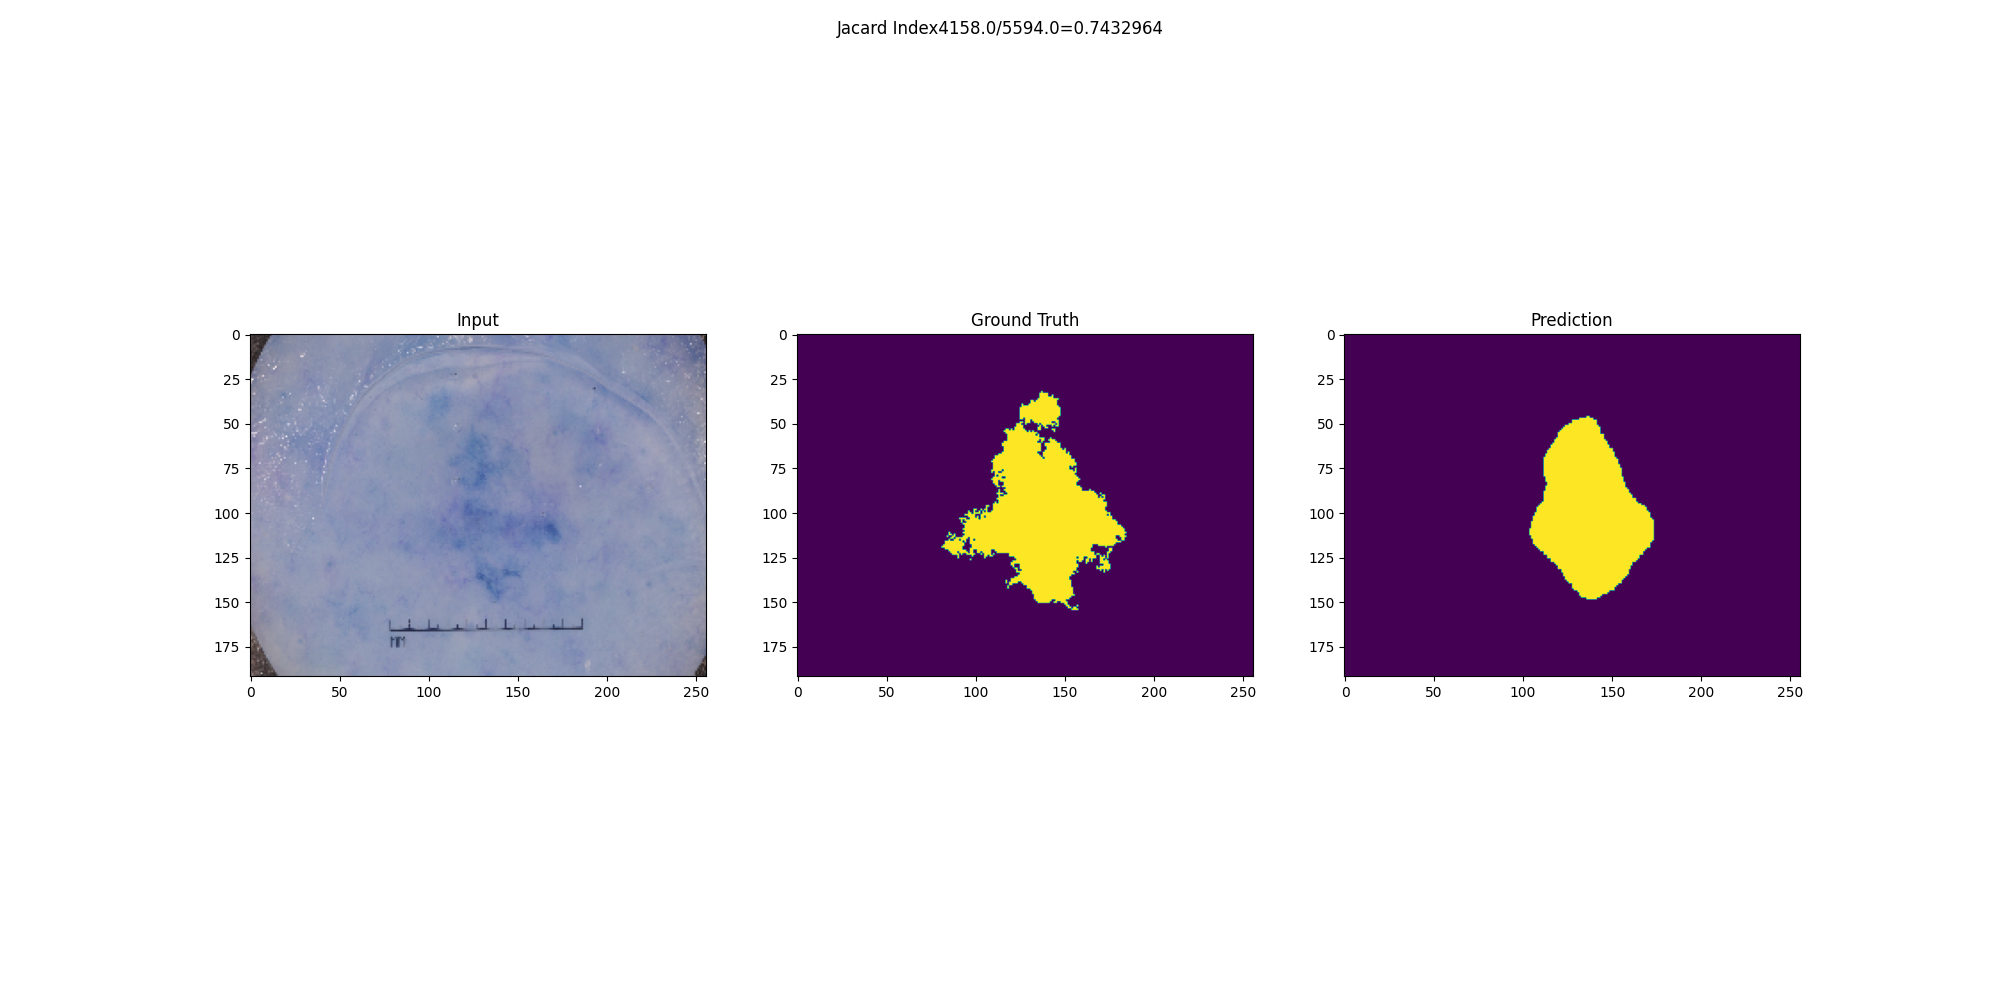 Jacard Index4158.0/5594.0=0.7432964
Input Ground Truth Prediction
0 0 0
25 25 25
50 50 50
75 75 75
100 100 100
125 125 125
150 150 150
175 175 175
MM
0 50 100 150 200 250 0 50 100 150 200 250 0 50 100 150 200 250